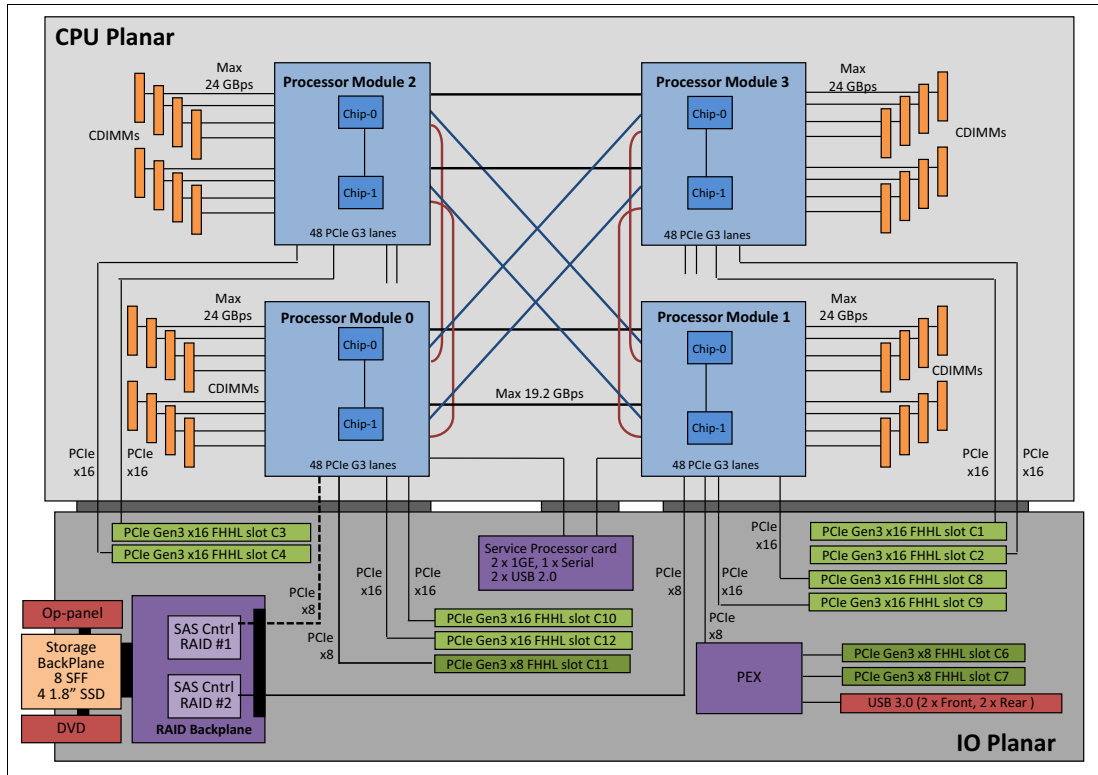 CPU Planar
Max
24 GBps
CDIMMs
Processor Module 2
Chip-0
Chip-1
48 PCIe G3 lanes
Processor Module 3
Chip-0
Chip-1
48 PCIe G3 lanes
Max
24 GBps
CDIMMs
Max
24 GBps
CDIMMs
Processor Module 0
Chip-0
Chip-1
48 PCIe G3 lanes
Max 19.2 GBps
Processor Module 1
Chip-0
Chip-1
48 PCIe G3 lanes
Max
24 GBps
CDIMMs
PCIe
x16
PCIe
x16
PCIe
x16
PCIe
x16
PCIe Gen3 x16 FHHL slot C3
PCIe Gen3 x16 FHHL slot C4
Service Processor card
2 x 1GE, 1 x Serial
2 x USB 2.0
PCIe
x16
PCIe Gen3 x16 FHHL slot C1
PCIe Gen3 x16 FHHL slot C2
PCIe Gen3 x16 FHHL slot C8
PCIe Gen3 x16 FHHL slot C9
PCIe
x8
PCIe
x16
PCIe
x16
PCIe
x8
PCIe
x8
PCIe
x8
PCIe Gen3 x16 FHHL slot C10
PCIe Gen3 x16 FHHL slot C12
PCIe Gen3 x8 FHHL slot C11
Op-panel
Storage
BackPlane
8 SFF
4 1.8” SSD
DVD
SAS Cntrl
RAID #1
SAS Cntrl
RAID #2
RAID Backplane
PEX
PCIe Gen3 x8 FHHL slot C6
PCIe Gen3 x8 FHHL slot C7
USB 3.0 (2 x Front, 2 x Rear )
IO Planar